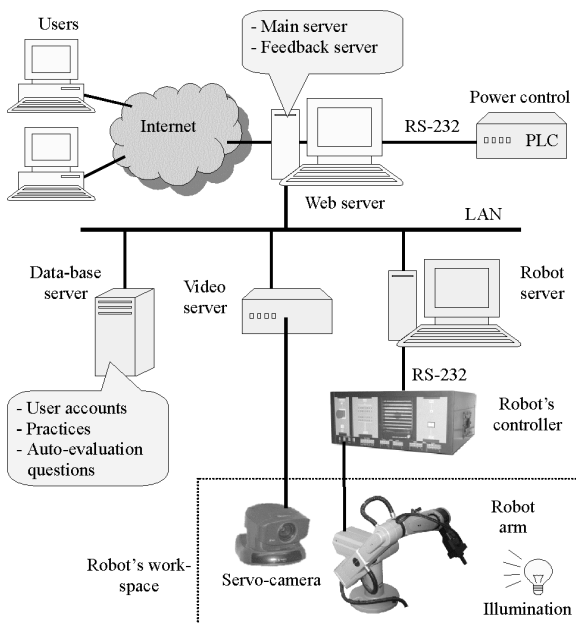 Users
- Main server
- Feedback server
Internet
RS-232
Power control
PLC
Web server
LAN
Data-base
server
Video
server
Robot
server
RS-232
- User accounts
- Practices
- Auto-evaluation
questions
Robot's
controller
Robot's work-
space
Servo-camera
Robot
arm
Illumination